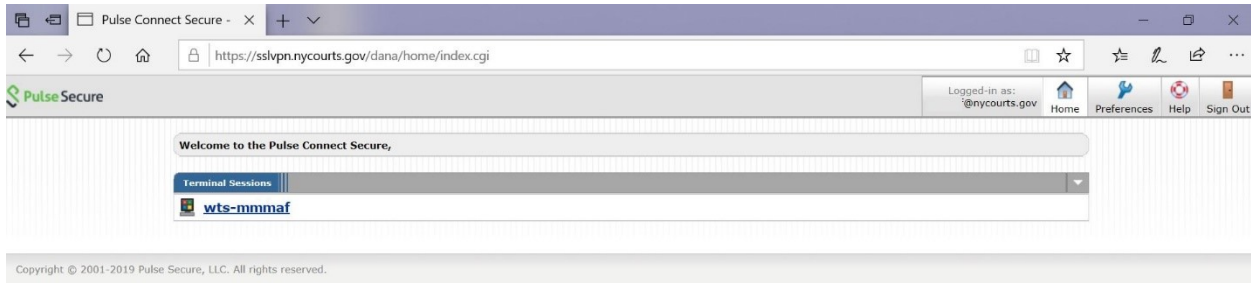 Pulse Connect Secure -
https://sslvpn.nycourts.gov/dana/home/index.cgi
Pulse Secure
Logged-in as:
@nycourts.gov
Home
Preferences
Help
Sign Out
Welcome to the Pulse Connect Secure,
Terminal Sessions
wts-mmmaf
Copyright © 2001-2019 Pulse Secure, LLC. All rights reserved.